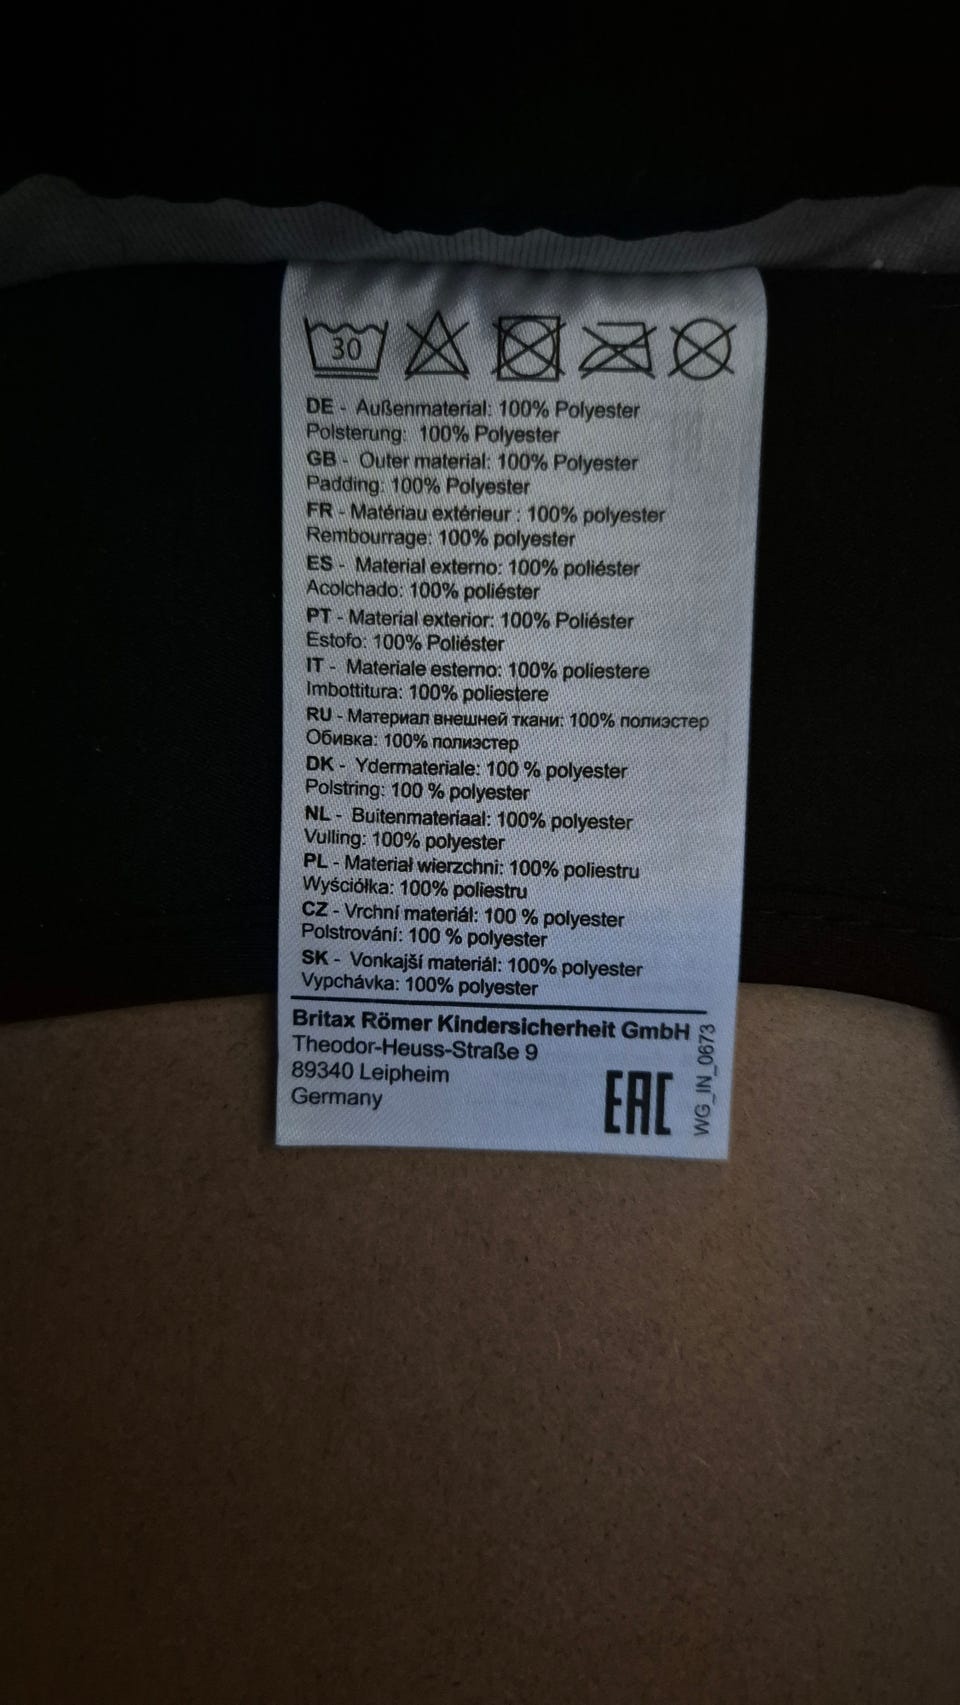 30
DE - Außenmaterial: 100% Polyester
Polsterung: 100% Polyester
GB - Outer material: 100% Polyester
Padding: 100% Polyester
FR - Matériau extérieur : 100% polyester
Rembourrage: 100% polyester
ES - Material externo: 100% poliéster
Acolchado: 100% poliéster
PT - Material exterior: 100% Poliéster
Estofo: 100% Poliéster
IT - Materiale esterno: 100% poliestere
Imbottitura: 100% poliestere
RU - Материал внешней ткани: 100% полиэстер
Обивка: 100% полиэстер
DK - Ydermateriale: 100 % polyester
Polstring: 100 % polyester
NL - Buitenmateriaal: 100% polyester
Vulling: 100% polyester
PL - Materiał wierzchni: 100% poliestru
Wyściółka: 100% poliestru
CZ - Vrchní materiál: 100 % polyester
Polstrování: 100 % polyester
SK - Vonkajší materiál: 100% polyester
Vypchávka: 100% polyester
Britax Römer Kindersicherheit GmbH
Theodor-Heuss-Straße 9
89340 Leipheim
Germany
EAC
WG_IN_0673